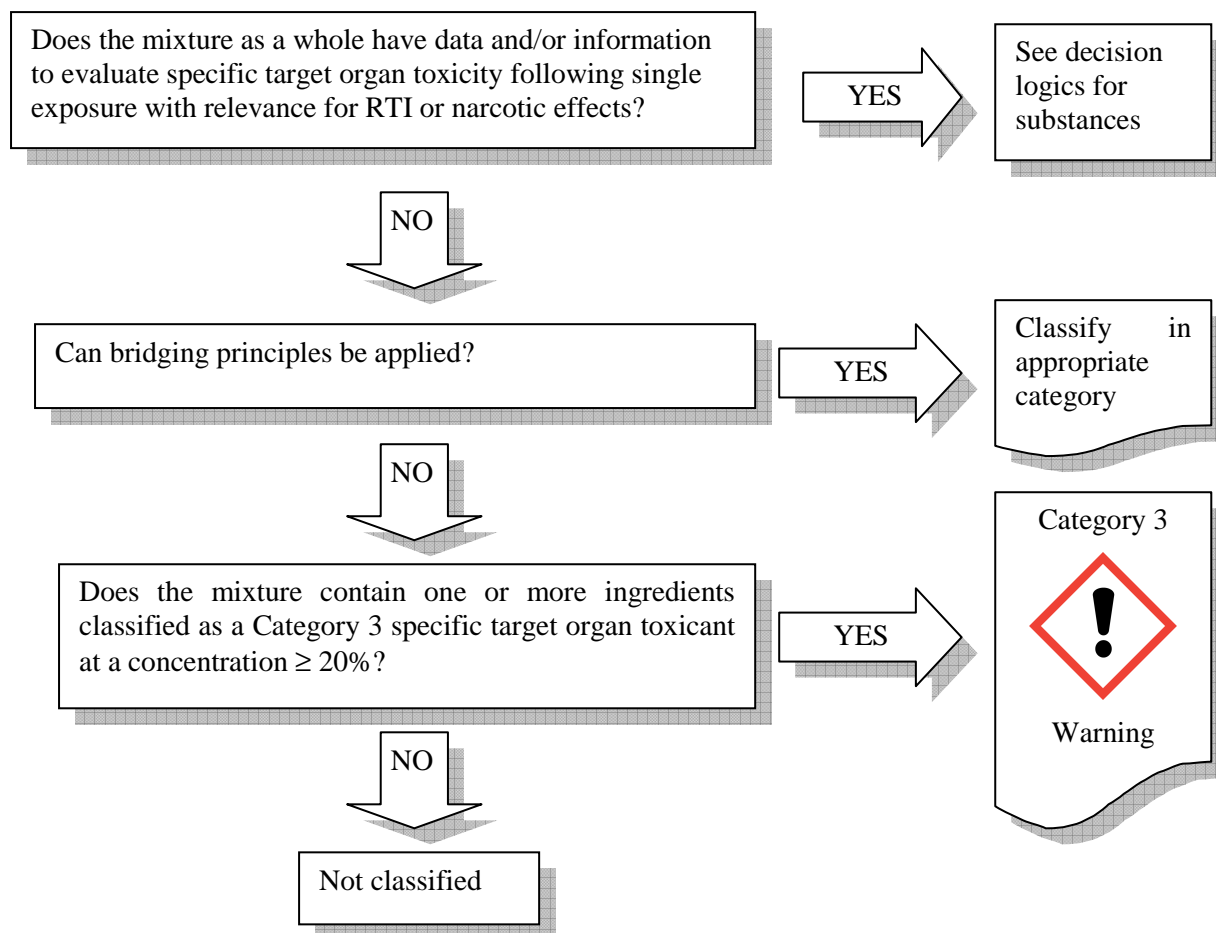 Does the mixture as a whole have data and/or information
to evaluate specific target organ toxicity following single
exposure with relevance for RTI or narcotic effects?
YES
See decision
logics for
substances
NO
Can bridging principles be applied?
YES
Classify in
appropriate
category
NO
Does the mixture contain one or more ingredients
classified as a Category 3 specific target organ toxicant
at a concentration ≥ 20%?
YES
Category 3
!
Warning
NO
Not classified